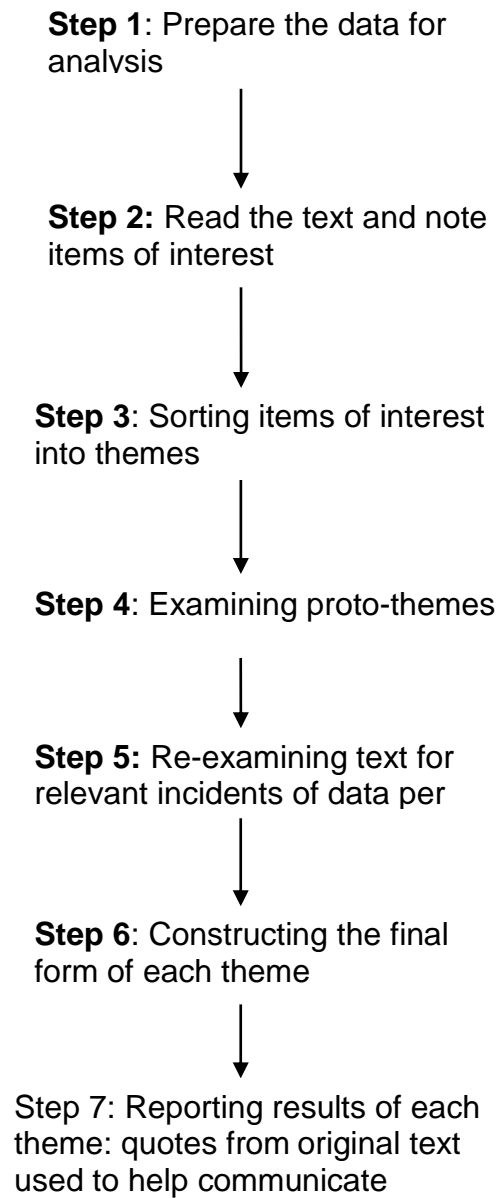 Step 1: Prepare the data for
analysis
Step 2: Read the text and note
items of interest
Step 3: Sorting items of interest
into themes
Step 4: Examining proto-themes
Step 5: Re-examining text for
relevant incidents of data per
Step 6: Constructing the final
form of each theme
Step 7: Reporting results of each
theme: quotes from original text
used to help communicate